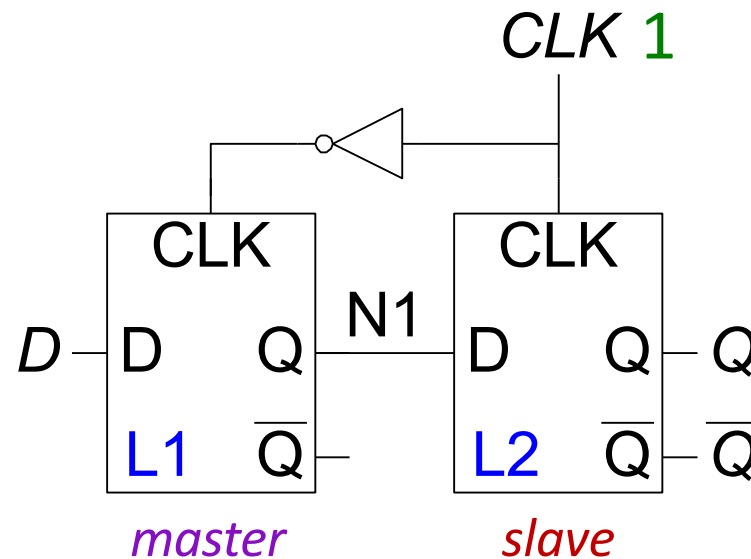 CLK 1
CLK CLK
N1
D D Q D Q Q
L1 Q̅ L2 Q̅ Q̅
master slave